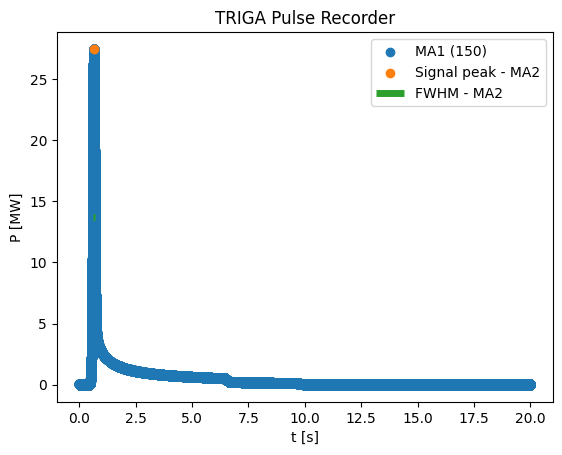 TRIGA Pulse Recorder
MA1 (150)
Signal peak - MA2
FWHM - MA2
P [MW]
25
20
15
10
5
0
0.0 2.5 5.0 7.5 10.0 12.5 15.0 17.5 20.0
t [s]